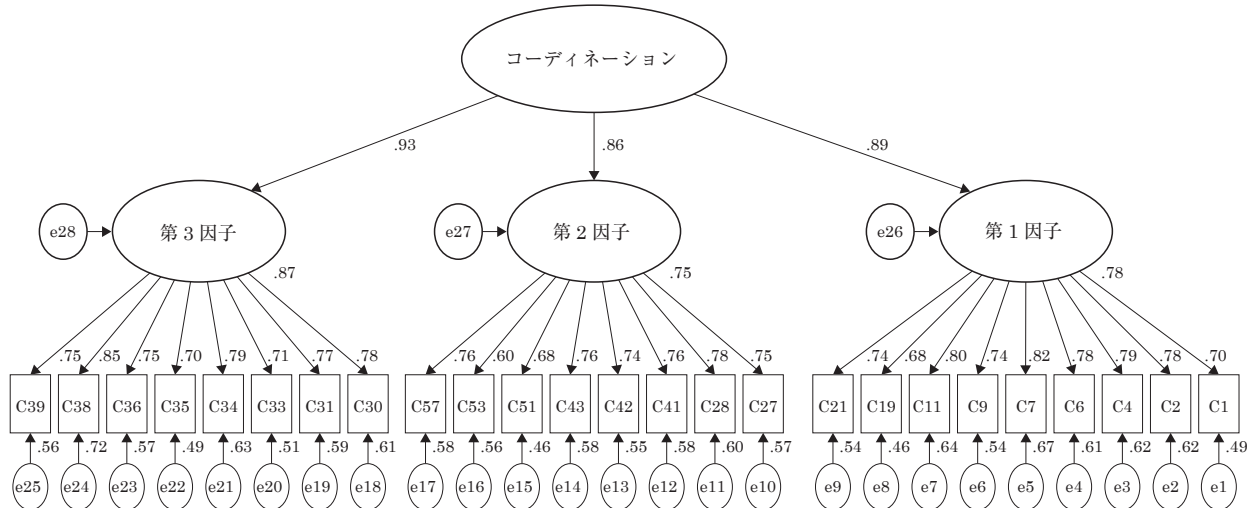 コーディネーション
.93 .86 .89
e28 第3因子 e27 第2因子 e26 第1因子
.87 .75 .78
.75 .85 .75 .70 .79 .71 .77 .78 .76 .60 .68 .76 .74 .76 .78 .75 .74 .68 .80 .74 .82 .78 .79 .78 .70
C39 C38 C36 C35 C34 C33 C31 C30 C57 C53 C51 C43 C42 C41 C28 C27 C21 C19 C11 C9 C7 C6 C4 C2 C1
.56 .72 .57 .49 .63 .51 .59 .61 .58 .56 .46 .58 .55 .58 .60 .57 .54 .46 .64 .54 .67 .61 .62 .62 .49
e25 e24 e23 e22 e21 e20 e19 e18 e17 e16 e15 e14 e13 e12 e11 e10 e9 e8 e7 e6 e5 e4 e3 e2 e1